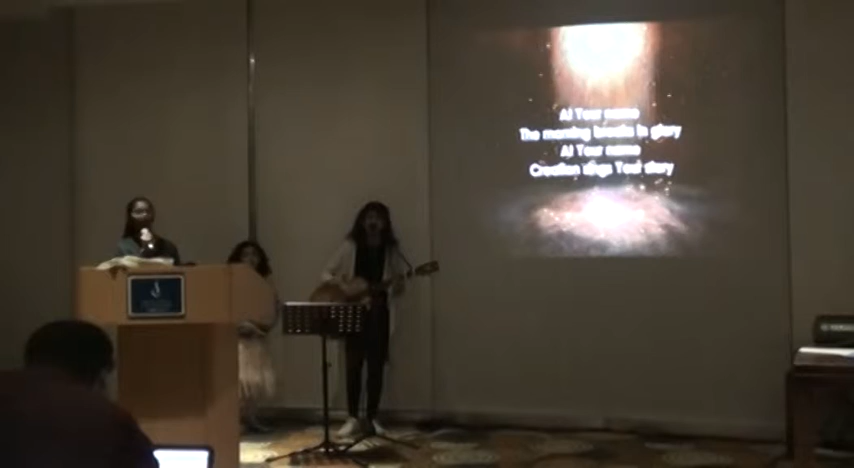 At Your name
The morning breaks in glory
At Your name
Creation sings Your story